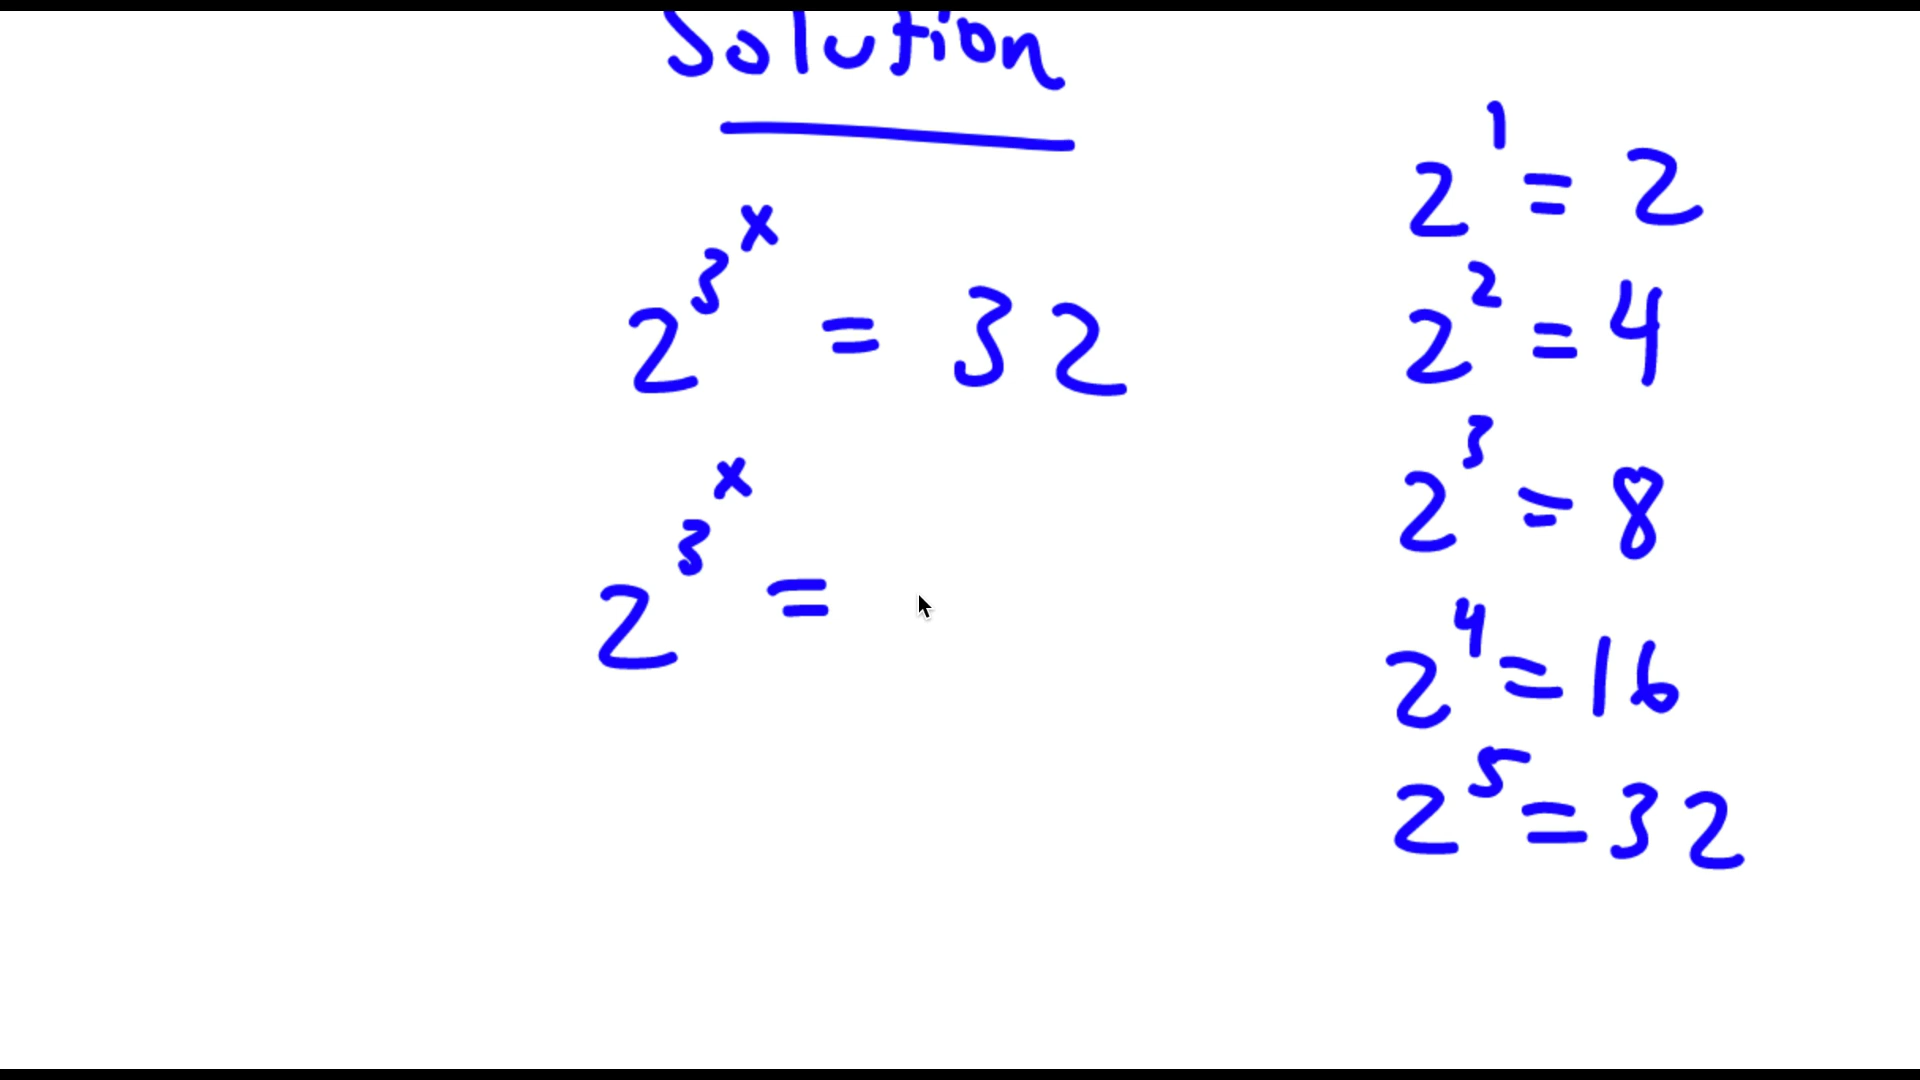 Solution
2^3^x = 32
2^3^x =
2^1 = 2
2^2 = 4
2^3 = 8
2^4 = 16
2^5 = 32